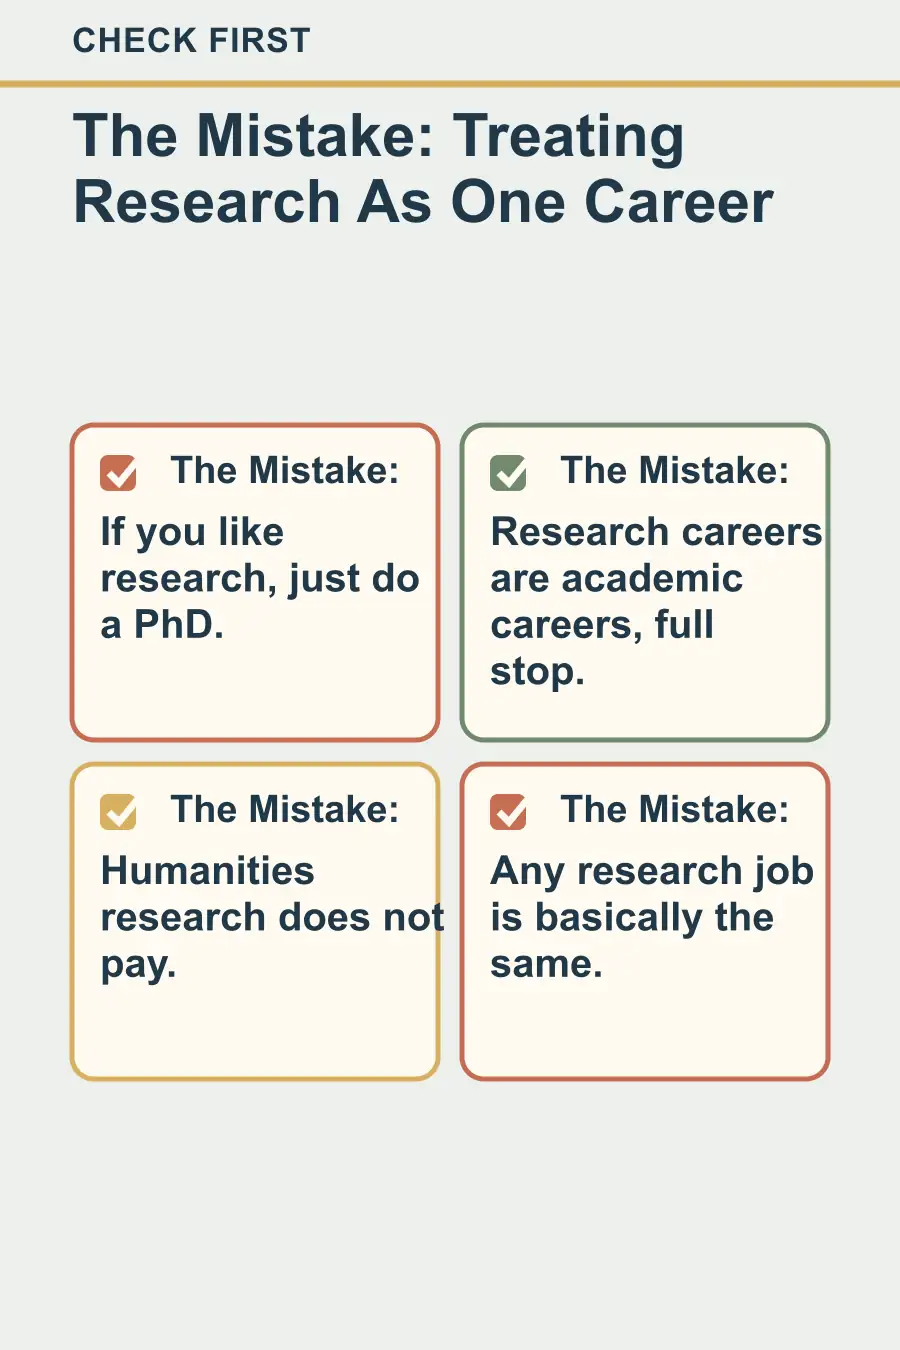 CHECK FIRST
The Mistake: Treating
Research As One Career
The Mistake:
If you like
research, just do
a PhD.
The Mistake:
Research careers
are academic
careers, full
stop.
The Mistake:
Humanities
research does not
pay.
The Mistake:
Any research job
is basically the
same.